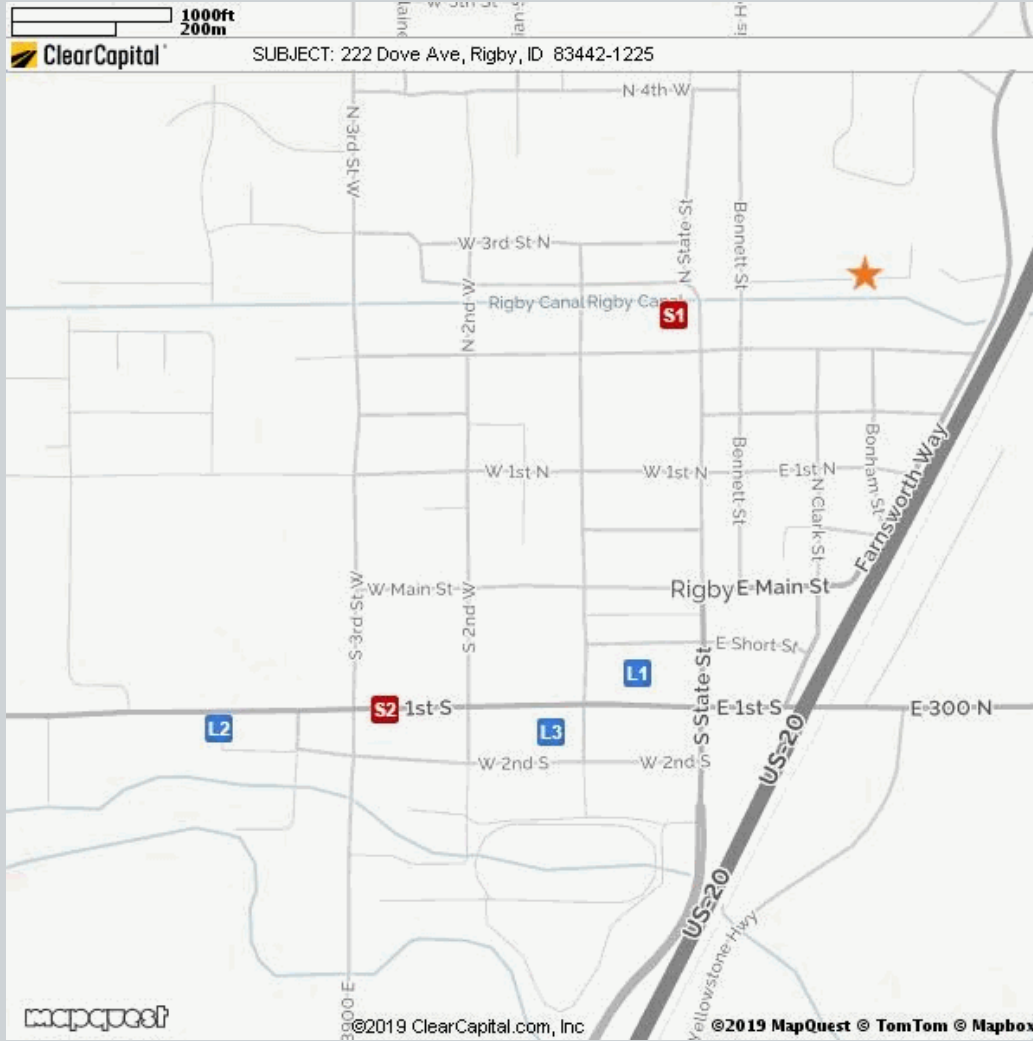 1000ft
200m
ClearCapital
SUBJECT: 222 Dove Ave, Rigby, ID 83442-1225
N 4th W
N 3rd St W
N State St
Bennett St
W 3rd St N
Rigby Canal Rigby Canal
S1
N 2nd W
W 1st N
W 1st N
E 1st N
Bennett St
N Clark St
Bonham St
Farnsworth Way
W Main St
Rigby
E Main St
S 3rd St W
S 2nd W
E Short St
L1
S State St
S2
1st S
E 1st S
E 300 N
L2
L3
US-20
W 2nd S
W 2nd S
US-20
Yellowstone Hwy
3900 E
mapquest
©2019 ClearCapital.com, Inc
©2019 MapQuest © TomTom © Mapbox